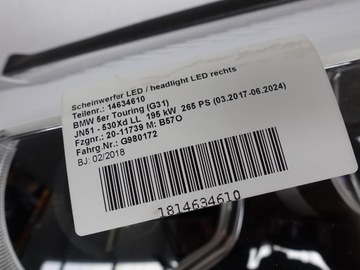 Scheinwerfer LED / headlight LED rechts
Teilenr.: 14634610
BMW 5er Touring (G31)
JN51 - 530Xd LL 195 kW 265 PS (03.2017-06.2024)
Fzgnr.: 20-11739 M: B57O
Fahrg.Nr.: G980172
BJ: 02/2018
1814634610